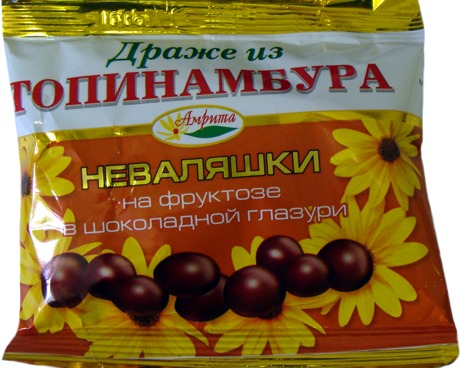 Драже из
ТОПИНАМБУРА
Амрита
НЕВАЛЯШКИ
на фруктозе
в шоколадной глазури